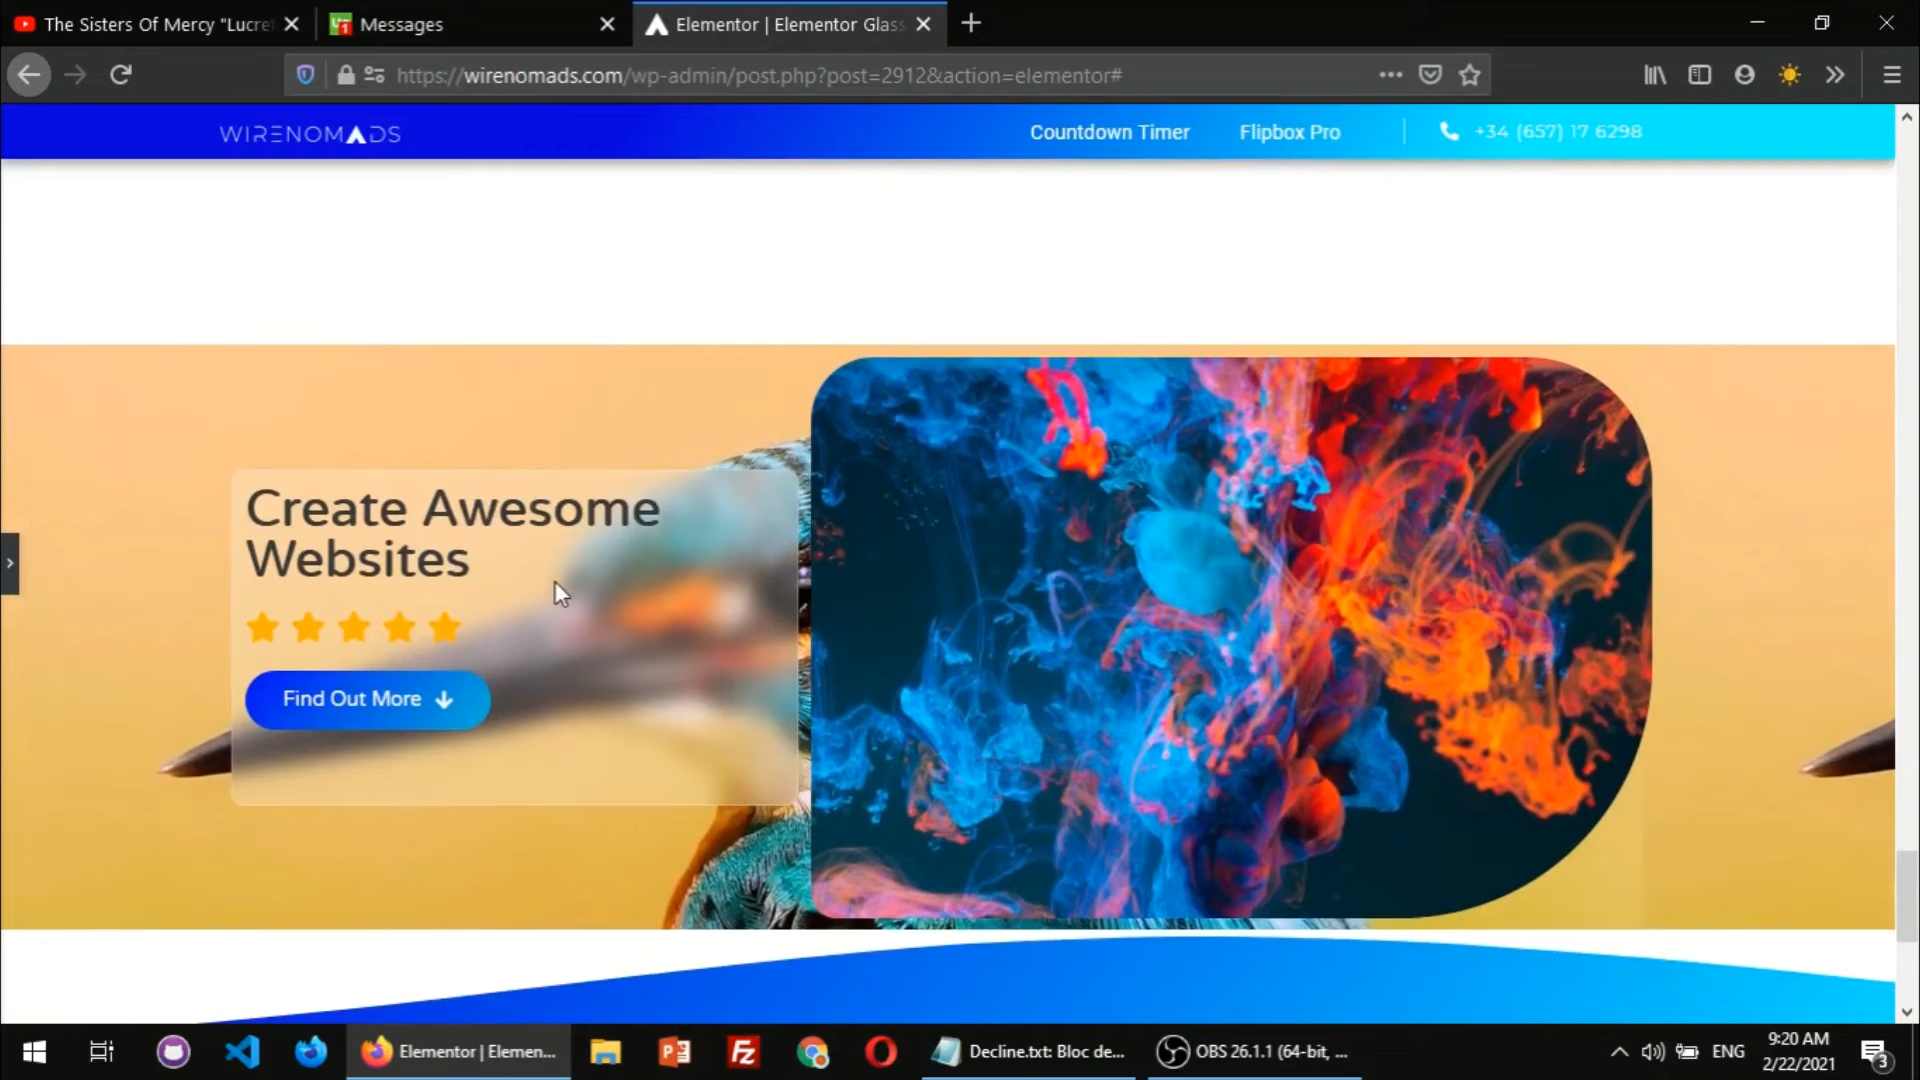 The Sisters Of Mercy "Lucre
Messages
Elementor | Elementor Glass
https://wirenomads.com/wp-admin/post.php?post=2912&action=elementor#
WIRENOMADS
Countdown Timer
Flipbox Pro
+34 (657) 17 6298
Create Awesome
Websites
Find Out More
Elementor | Elemen...
Decline.txt: Bloc de...
OBS 26.1.1 (64-bit, ...
ENG
9:20 AM
2/22/2021
3